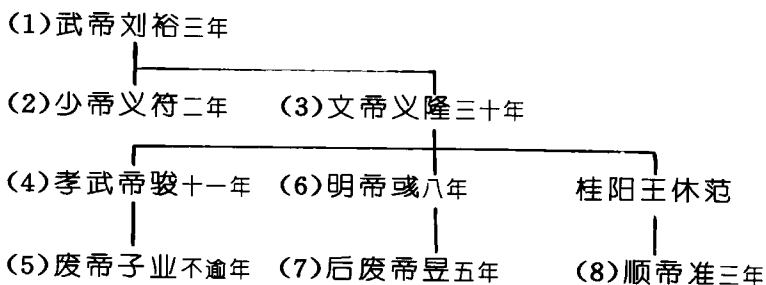 (1)武帝刘裕三年
(2)少帝义符二年 (3)文帝义隆三十年
(4)孝武帝骏十一年 (6)明帝彧八年 桂阳王休范
(5)废帝子业不逾年 (7)后废帝昱五年 (8)顺帝准三年